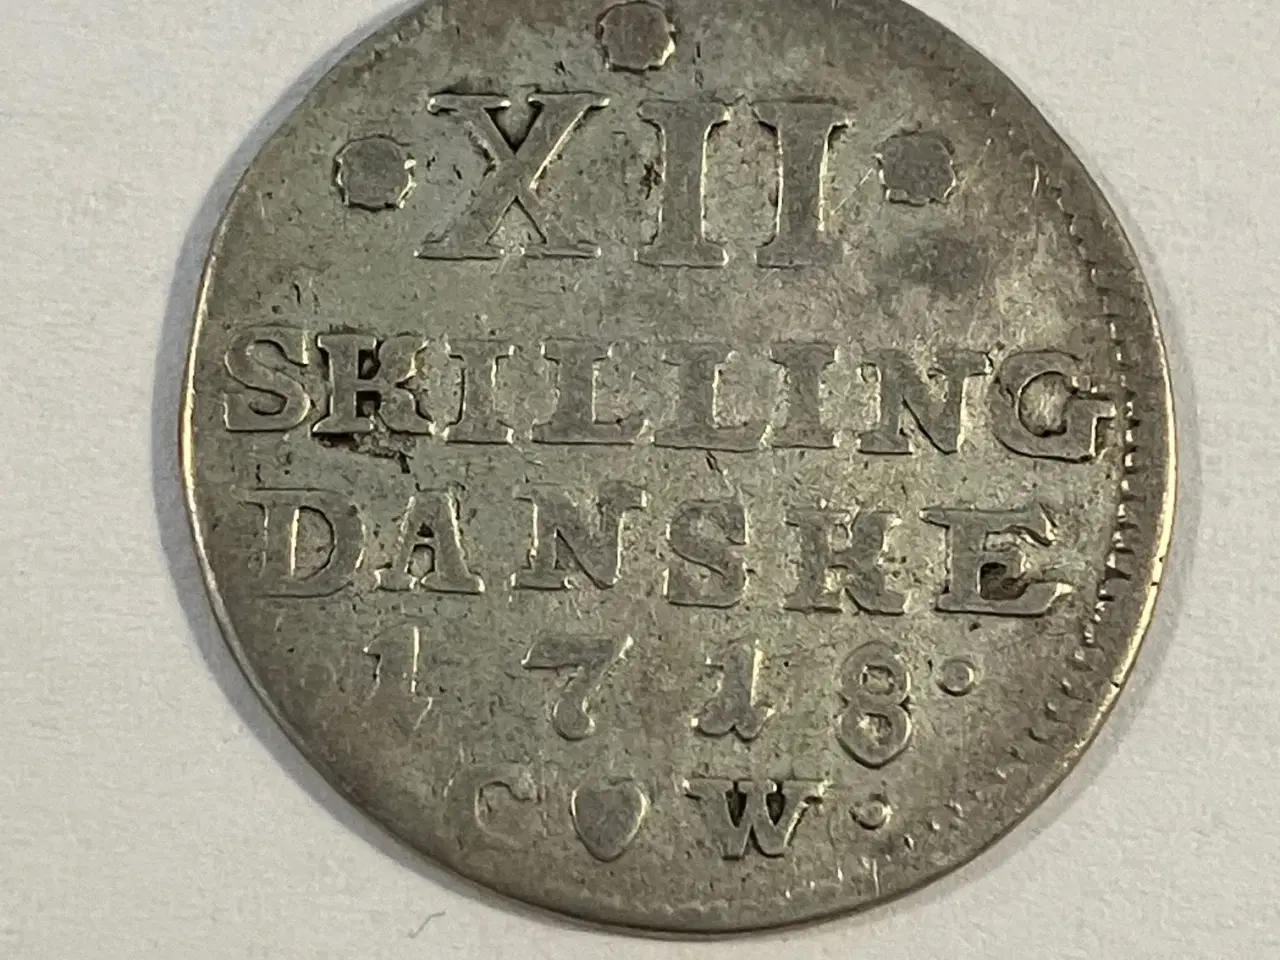 XII
SKILLING
DANSKE
1718·
C♥W·